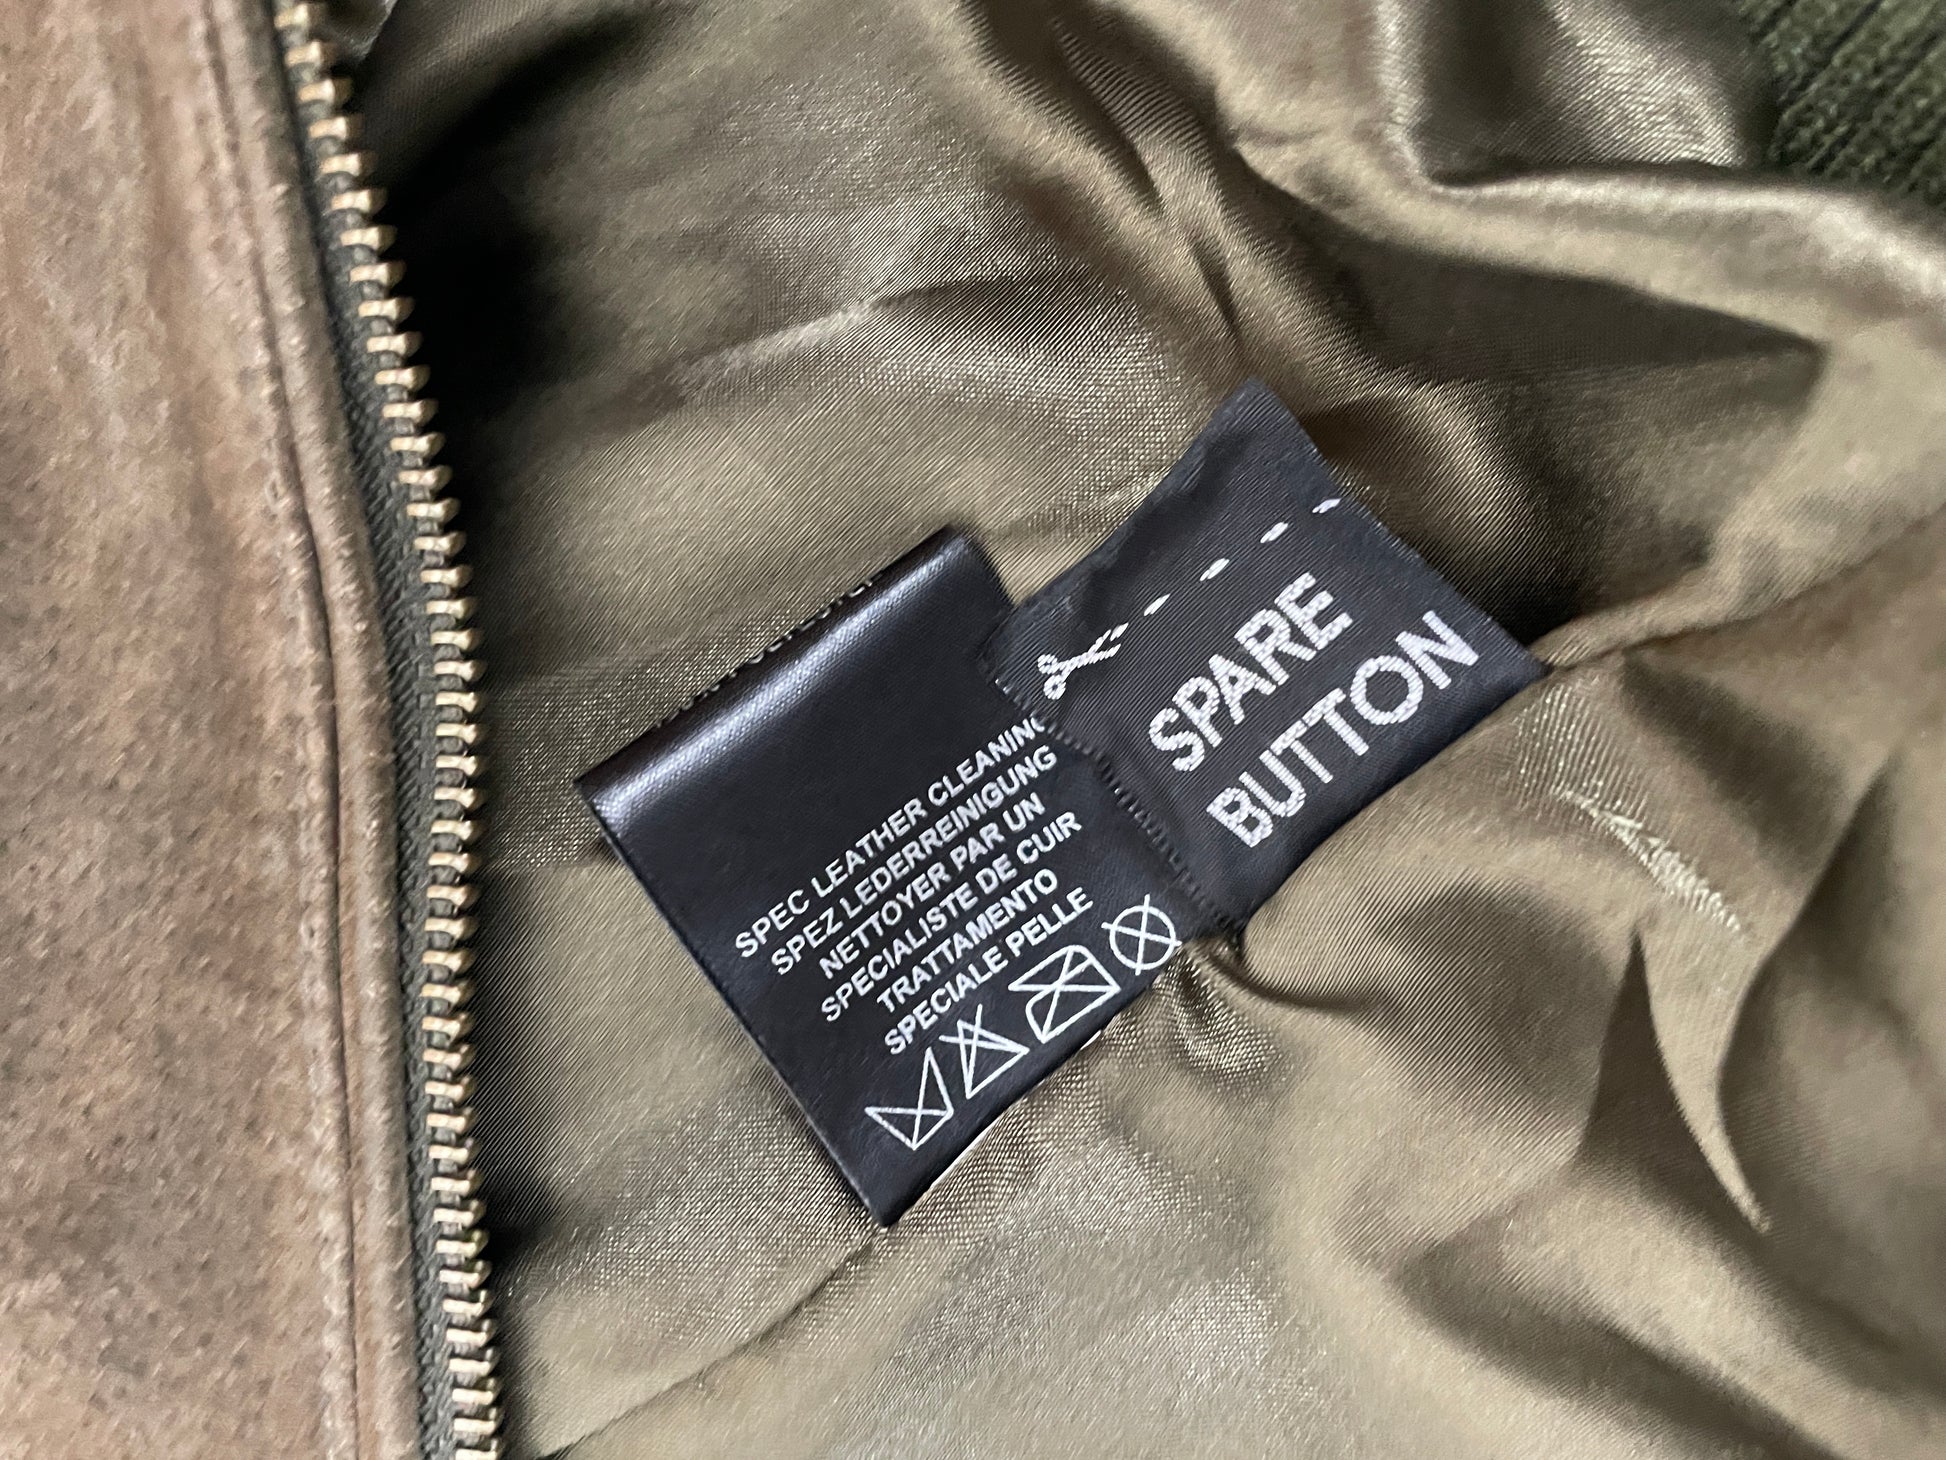 SPEC LEATHER CLEANING
SPEZ LEDERREINIGUNG
NETTOYER PAR UN
SPECIALISTE DE CUIR
TRATTAMENTO
SPECIALE PELLE
SPARE
BUTTON